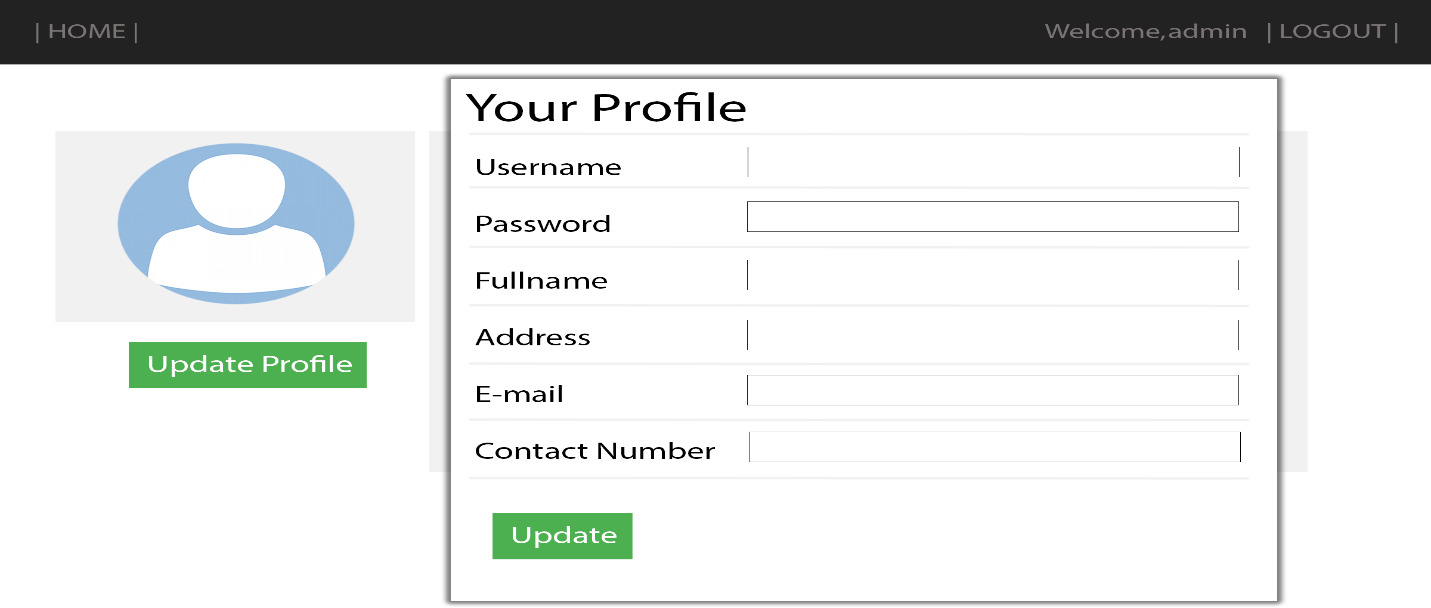 | HOME |
Welcome,admin | LOGOUT |
Your Profile
Username
Password
Fullname
Address
E-mail
Contact Number
Update Profile
Update